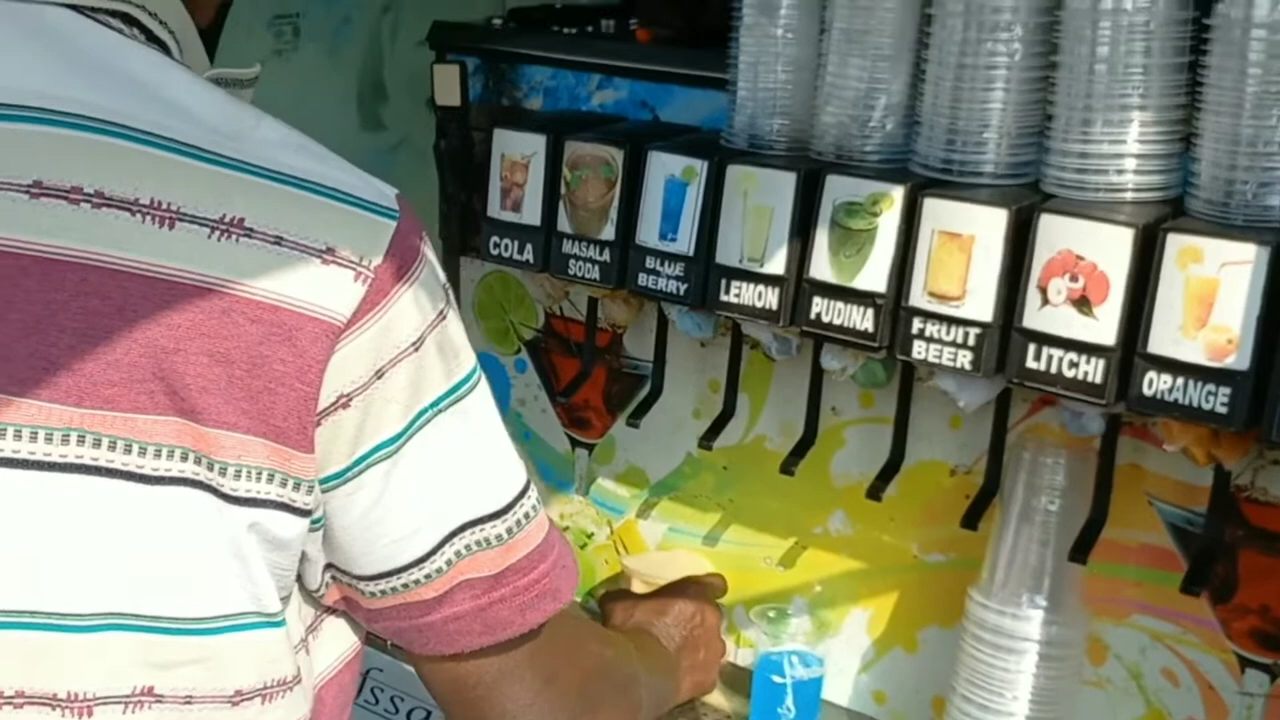 COLA
MASALA
SODA
BLUE
BERRY
LEMON
PUDINA
FRUIT
BEER
LITCHI
ORANGE